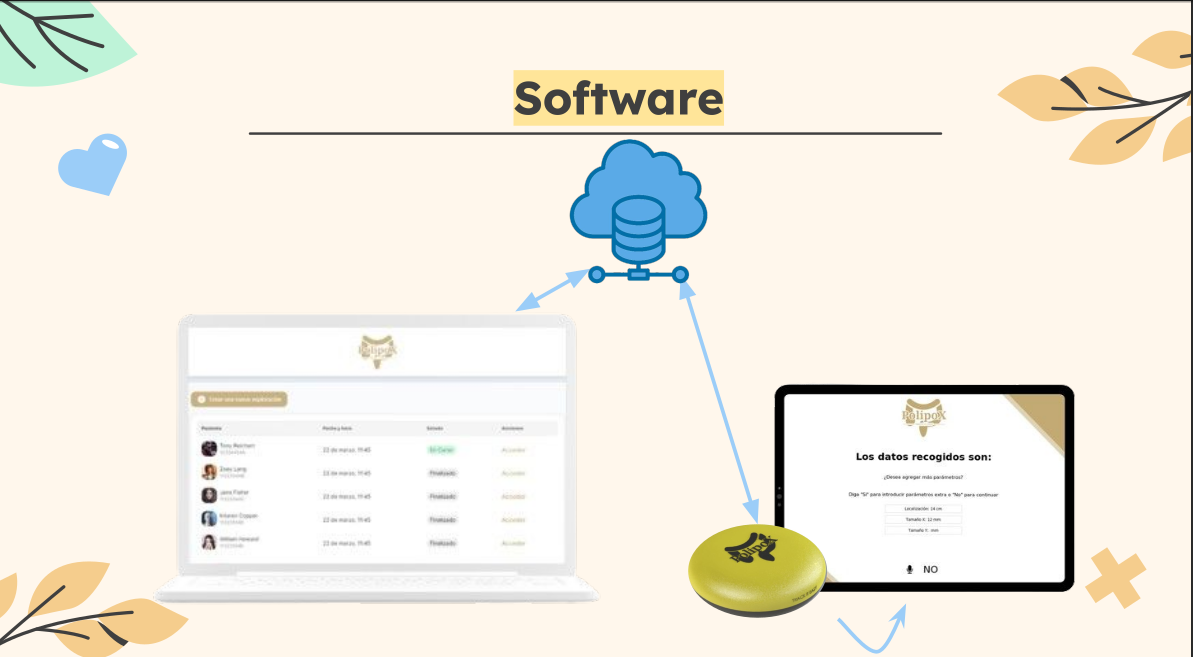 Software
Polipox
Crear una nueva exploración
Paciente Fecha y hora Estado Acciones
Tony Reichert
22 de marzo, 11:45 En Curso Acceder
Zoey Lang
22 de marzo, 11:45 Finalizado Acceder
Jane Fisher
22 de marzo, 11:45 Finalizado Acceder
Kristen Copper
22 de marzo, 11:45 Finalizado Acceder
William Howard
22 de marzo, 11:45 Finalizado Acceder
Polipox
Los datos recogidos son:
¿Desea agregar más parámetros?
Diga "Sí" para introducir parámetros extra o "No" para continuar
Localización: 14 cm
Tamaño X: 12 mm
Tamaño Y: mm
NO
Polipox